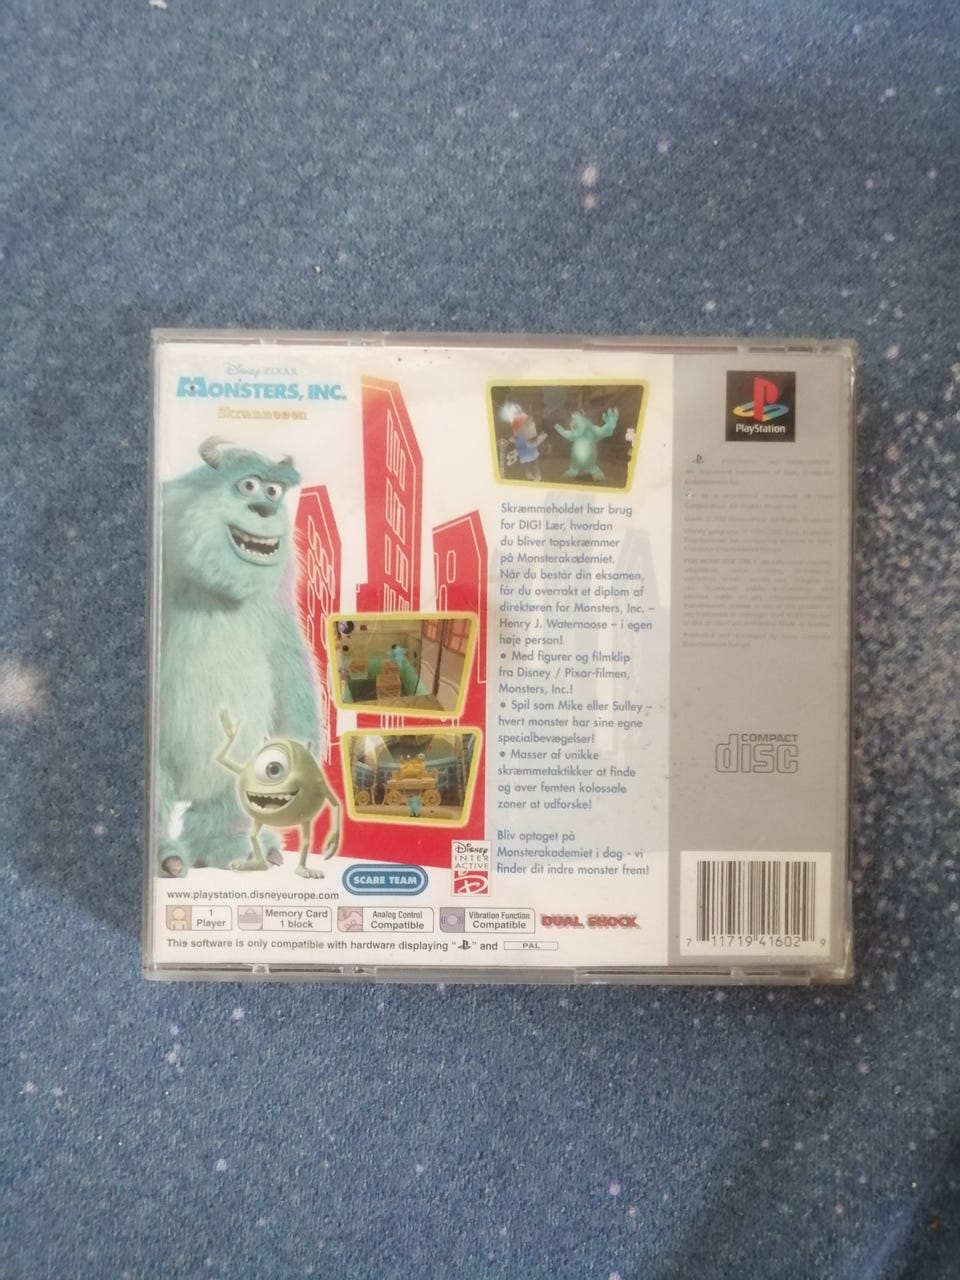 Disney PIXAR
MONSTERS, INC.
Skrammeøen
PlayStation
Skræmmeholdet har brug
for DIG! Lær, hvordan
du bliver topskræmmer
på Monsterakademiet.
Når du består din eksamen,
får du overrakt et diplom af
direktøren for Monsters, Inc. –
Henry J. Waternoose – i egen
høje person!
• Med figurer og filmklip
fra Disney / Pixar-filmen,
Monsters, Inc.!
• Spil som Mike eller Sulley –
hvert monster har sine egne
specialbevægelser!
• Masser af unikke
skræmmetaktikker at finde
og over femten kolossale
zoner at udforske!
Bliv optaget på
Monsterakademiet i dag - vi
finder dit indre monster frem!
COMPACT
disc
Disney
INTER
ACTIVE
SCARE TEAM
www.playstation.disneyeurope.com
1
Player
Memory Card
1 block
Analog Control
Compatible
Vibration Function
Compatible
DUAL SHOCK
This software is only compatible with hardware displaying " " and PAL
7 11719 41602 9